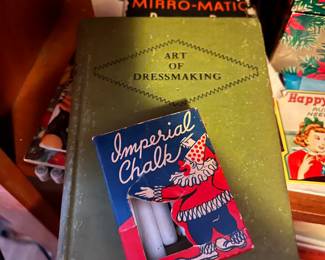 MIRRO-MATIC
ART
OF
DRESSMAKING
Imperial
Chalk
Happy